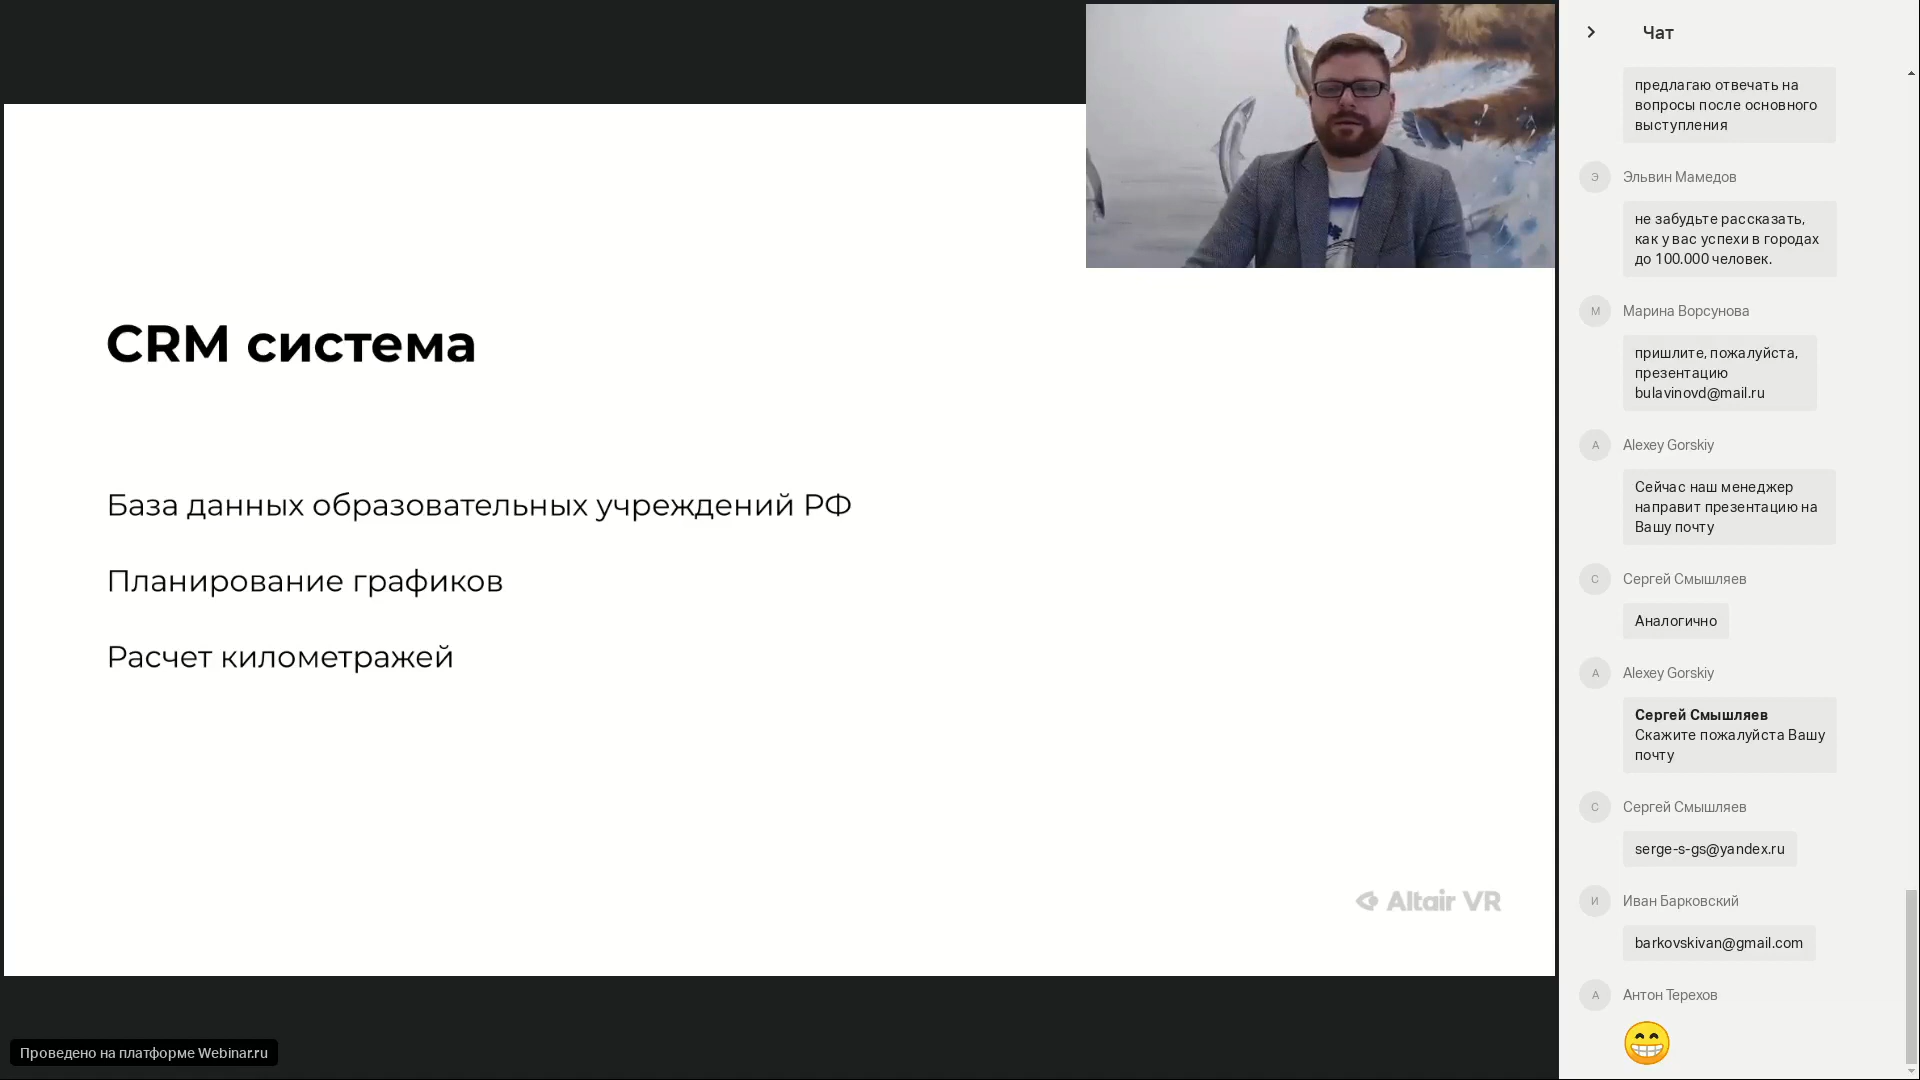 CRM система
База данных образовательных учреждений РФ
Планирование графиков
Расчет километражей
Altair VR
Проведено на платформе Webinar.ru
Чат
предлагаю отвечать на
вопросы после основного
выступления
Э
Эльвин Мамедов
не забудьте рассказать,
как у вас успехи в городах
до 100.000 человек.
М
Марина Ворсунова
пришлите, пожалуйста,
презентацию
bulavinovd@mail.ru
A
Alexey Gorskiy
Сейчас наш менеджер
направит презентацию на
Вашу почту
С
Сергей Смышляев
Аналогично
A
Alexey Gorskiy
Сергей Смышляев
Скажите пожалуйста Вашу
почту
С
Сергей Смышляев
serge-s-gs@yandex.ru
И
Иван Барковский
barkovskivan@gmail.com
А
Антон Терехов